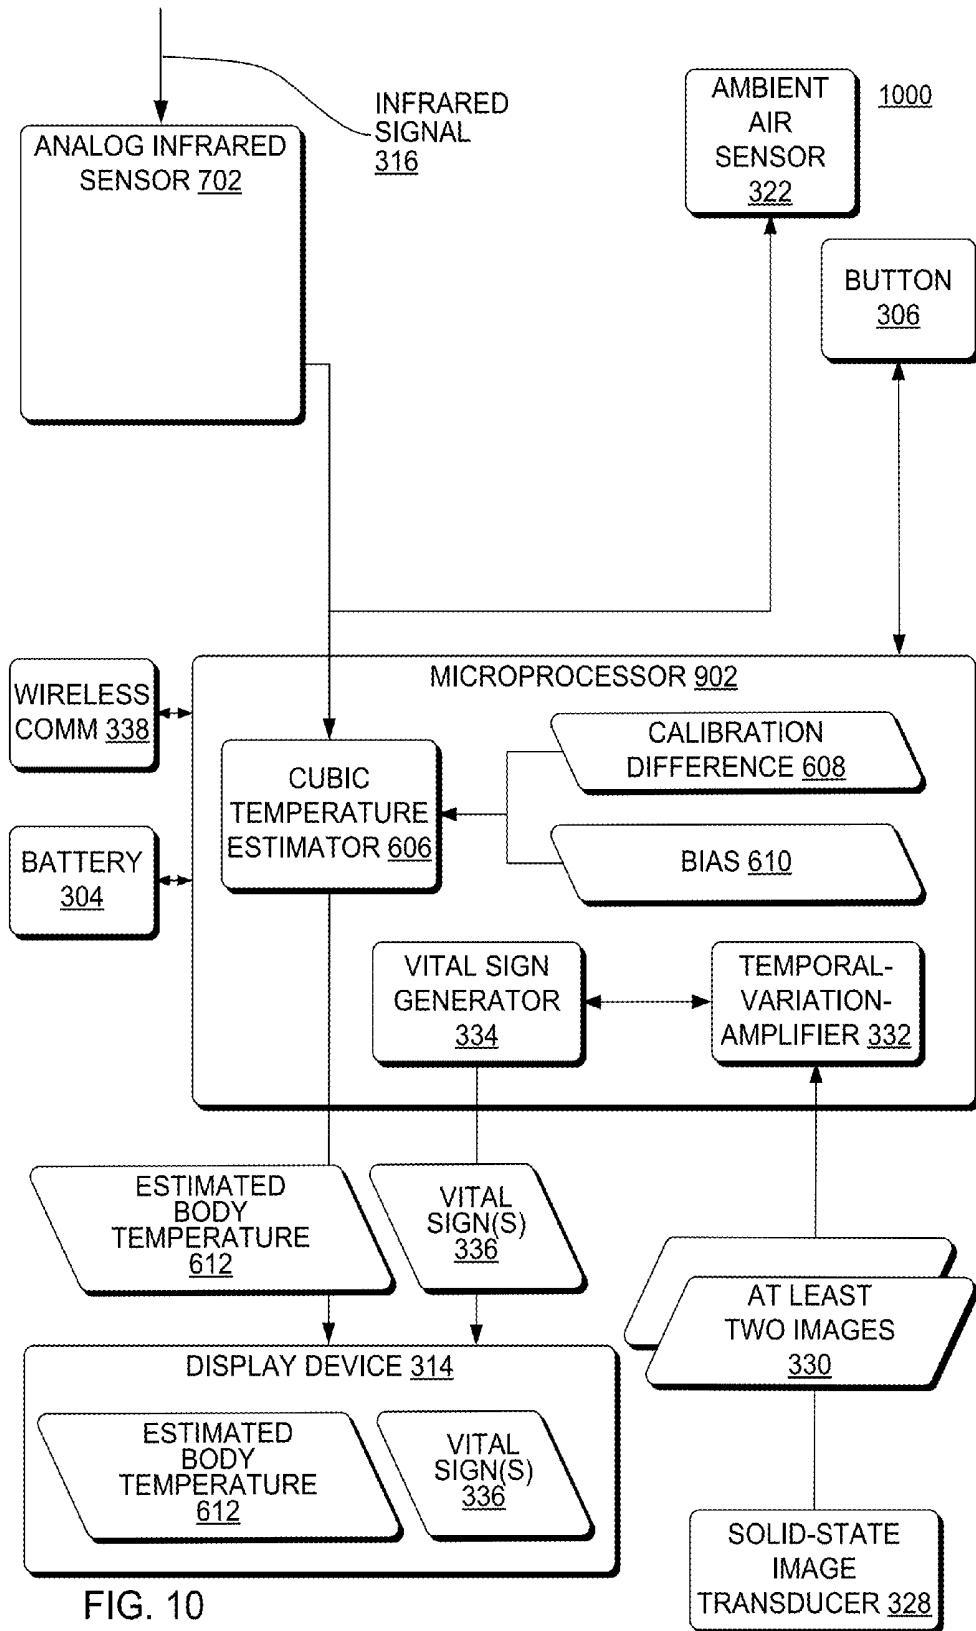 INFRARED
SIGNAL
316
AMBIENT
AIR
SENSOR
322
1000
ANALOG INFRARED
SENSOR 702
BUTTON
306
MICROPROCESSOR 902
WIRELESS
COMM 338
CALIBRATION
DIFFERENCE 608
CUBIC
TEMPERATURE
ESTIMATOR 606
BATTERY
304
BIAS 610
VITAL SIGN
GENERATOR
334
TEMPORAL-
VARIATION-
AMPLIFIER 332
ESTIMATED
BODY
TEMPERATURE
612
VITAL
SIGN(S)
336
AT LEAST
TWO IMAGES
330
DISPLAY DEVICE 314
ESTIMATED
BODY
TEMPERATURE
612
VITAL
SIGN(S)
336
SOLID-STATE
IMAGE
TRANSDUCER 328
FIG. 10